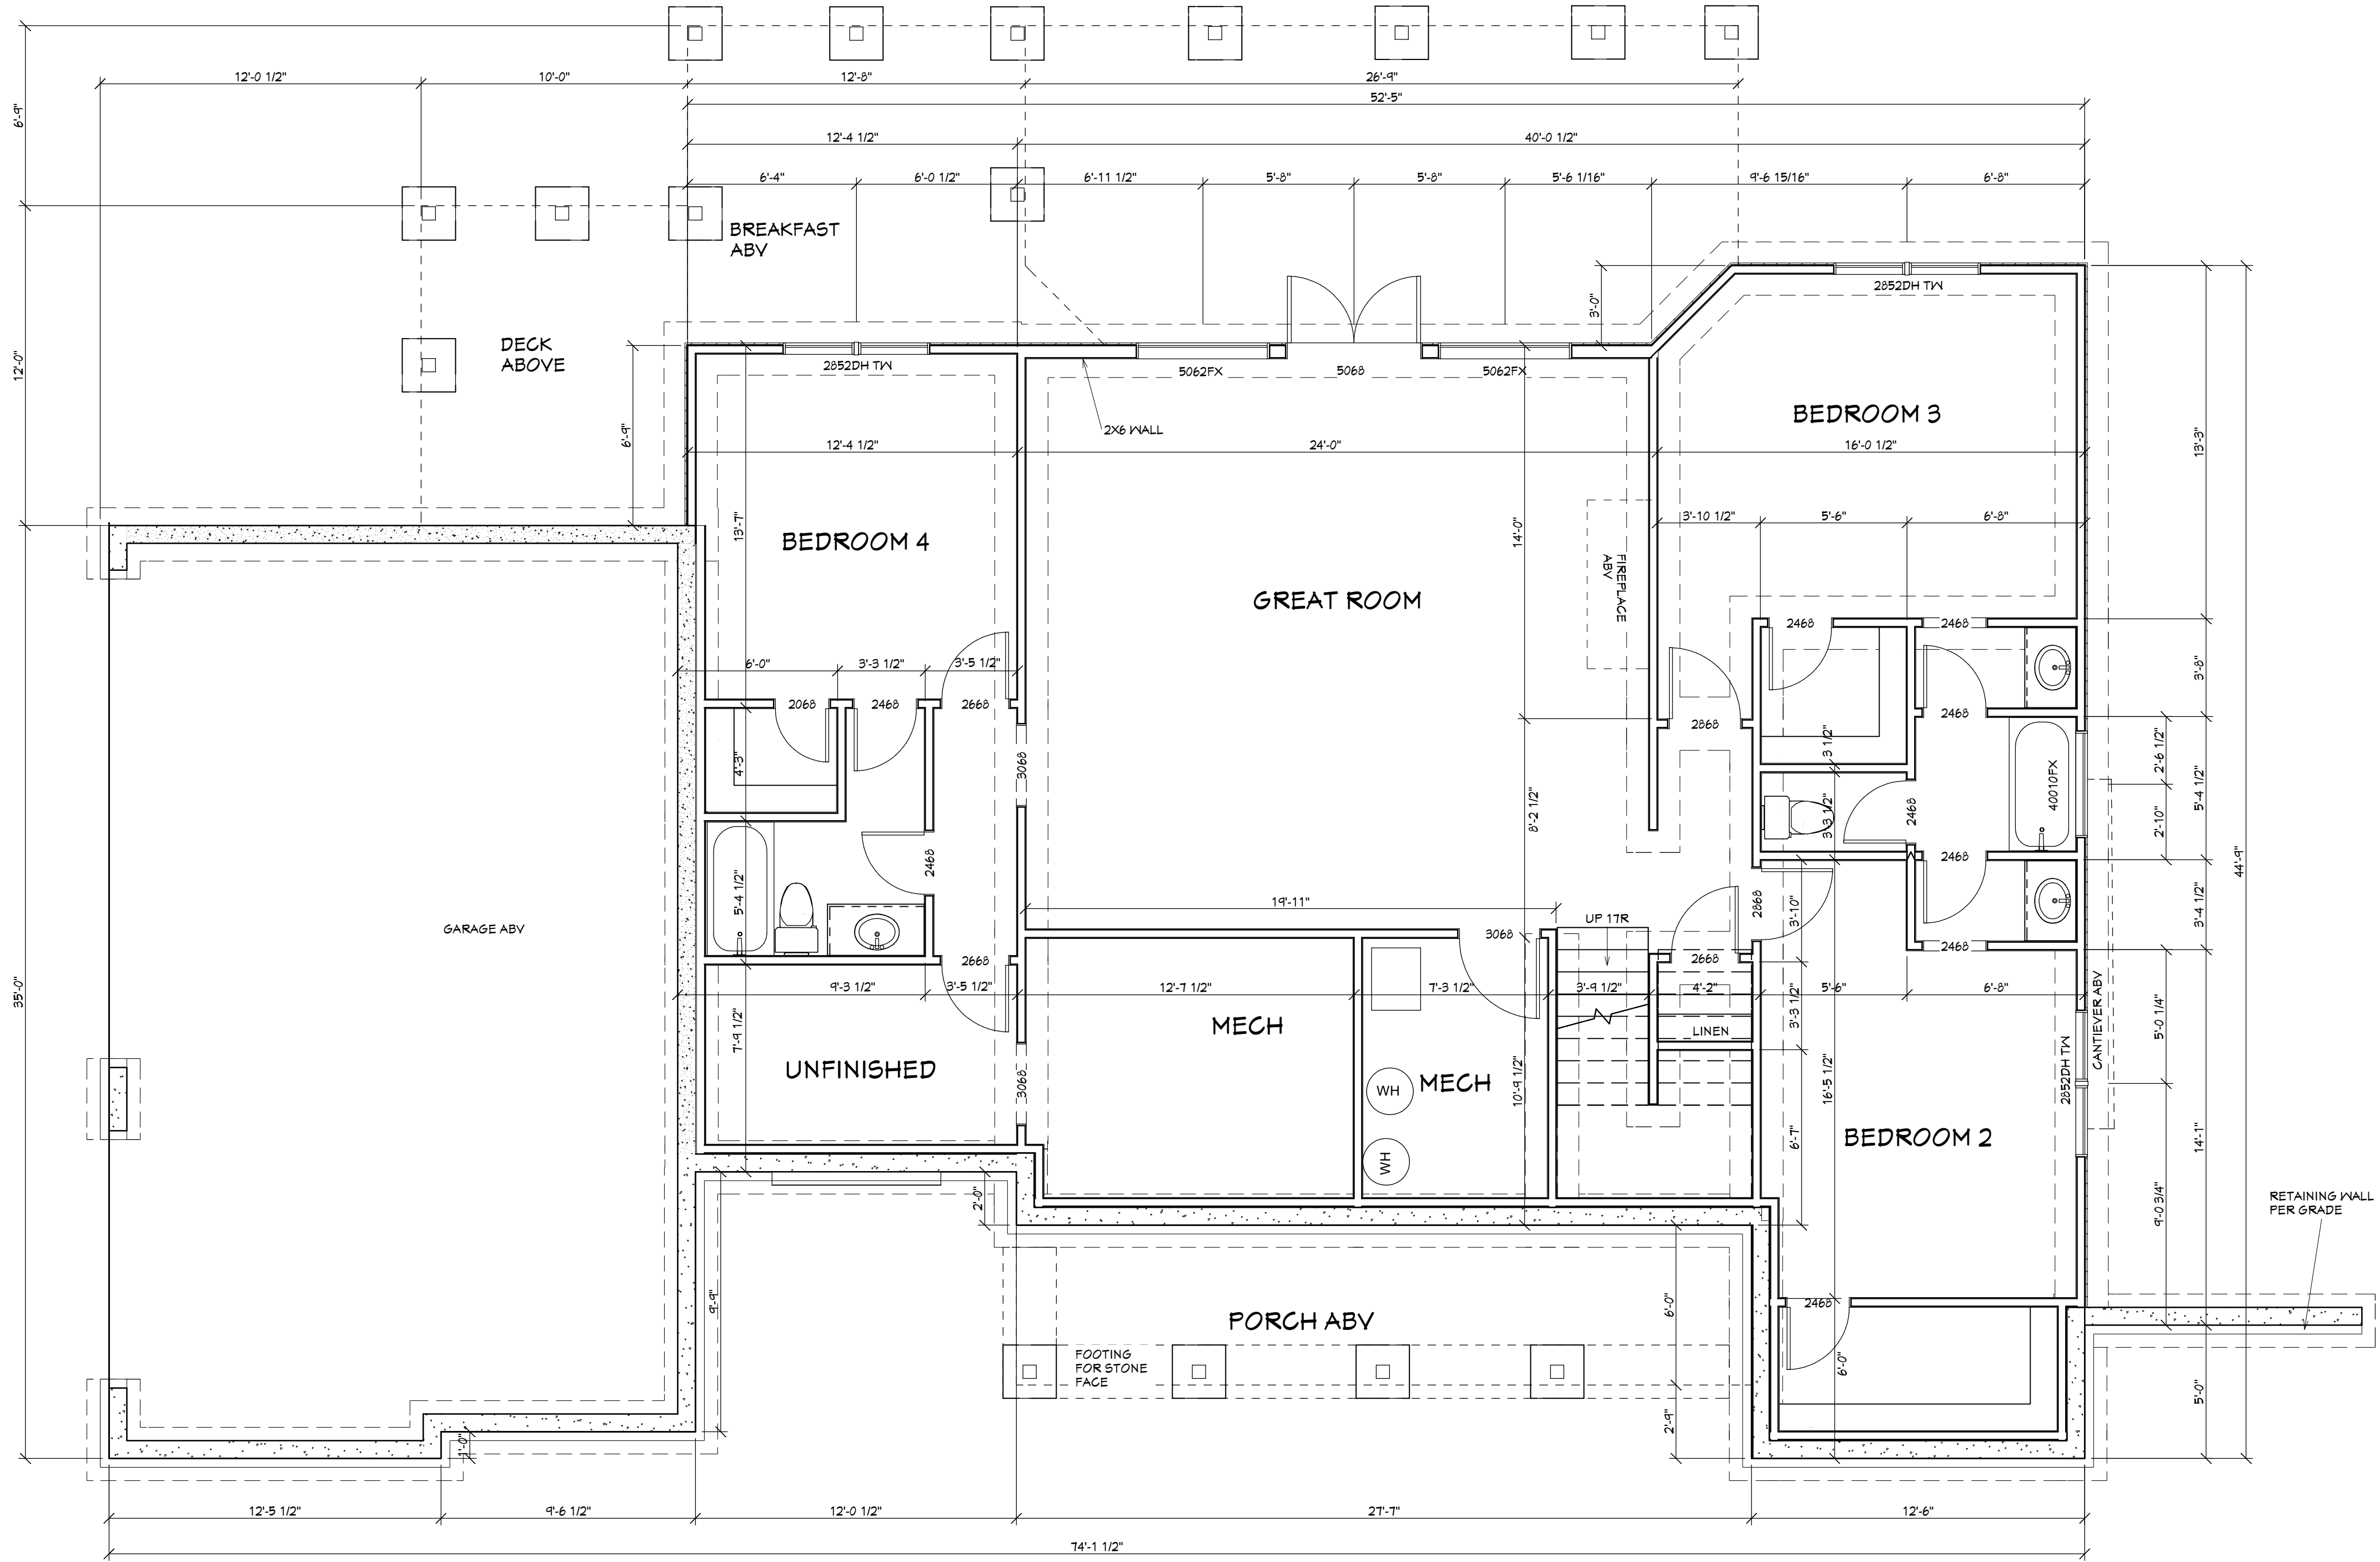 12'-0 1/2"
10'-0"
12'-8"
26'-9"
52'-5"
6'-9"
12'-4 1/2"
40'-0 1/2"
6'-4"
6'-0 1/2"
6'-11 1/2"
5'-8"
5'-8"
5'-6 1/16"
9'-6 15/16"
6'-8"
BREAKFAST
ABV
DECK
ABOVE
12'-0"
6'-9"
3'-0"
2852DH TW
2852DH TW
5062FX
5068
5062FX
2X6 WALL
BEDROOM 3
12'-4 1/2"
24'-0"
16'-0 1/2"
13'-3"
13'-7"
BEDROOM 4
14'-0"
3'-10 1/2"
5'-6"
6'-8"
FIREPLACE
ABV
GREAT ROOM
2468
2468
6'-0"
3'-3 1/2"
3'-5 1/2"
3'-8"
2068
2468
2668
2868
2468
4'-3"
3068
3 1/2"
2'-6 1/2"
40010FX
5'-4 1/2"
8'-2 1/2"
3'-3 1/2"
2468
2'-10"
44'-9"
2468
2468
5'-4 1/2"
19'-11"
2868
3'-10"
3'-4 1/2"
GARAGE ABV
UP 17R
3068
2468
2668
2668
9'-3 1/2"
3'-5 1/2"
12'-7 1/2"
7'-3 1/2"
3'-9 1/2"
4'-2"
5'-6"
6'-8"
35'-0"
7'-9 1/2"
MECH
3'-3 1/2"
LINEN
CANTIEVER ABV
5'-0 1/4"
UNFINISHED
3068
WH
MECH
10'-9 1/2"
16'-5 1/2"
2852DH TW
6'-7"
BEDROOM 2
14'-1"
WH
2'-0"
9'-0 3/4"
RETAINING WALL
PER GRADE
9'-9"
PORCH ABV
6'-0"
2468
FOOTING
FOR STONE
FACE
6'-0"
5'-0"
2'-9"
1'-0"
12'-5 1/2"
9'-6 1/2"
12'-0 1/2"
27'-7"
12'-6"
74'-1 1/2"